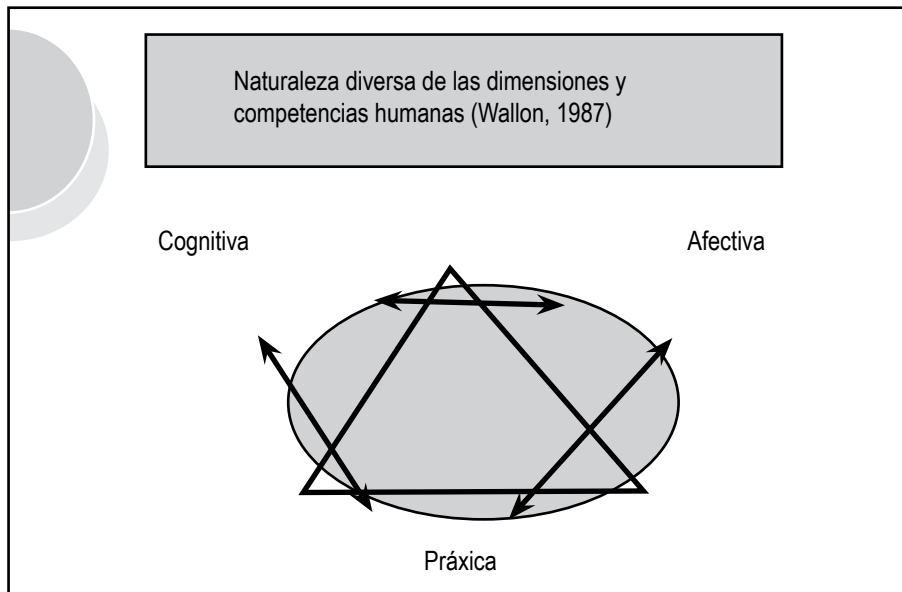 Naturaleza diversa de las dimensiones y
competencias humanas (Wallon, 1987)
Cognitiva
Afectiva
Práxica